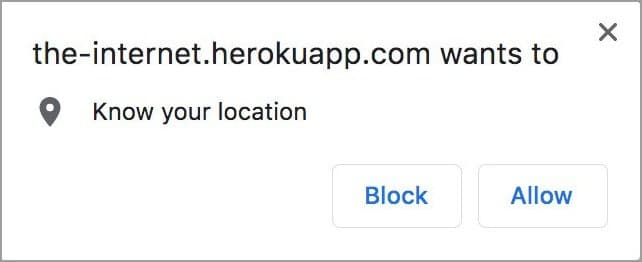 the-internet.herokuapp.com wants to
Know your location
Block Allow